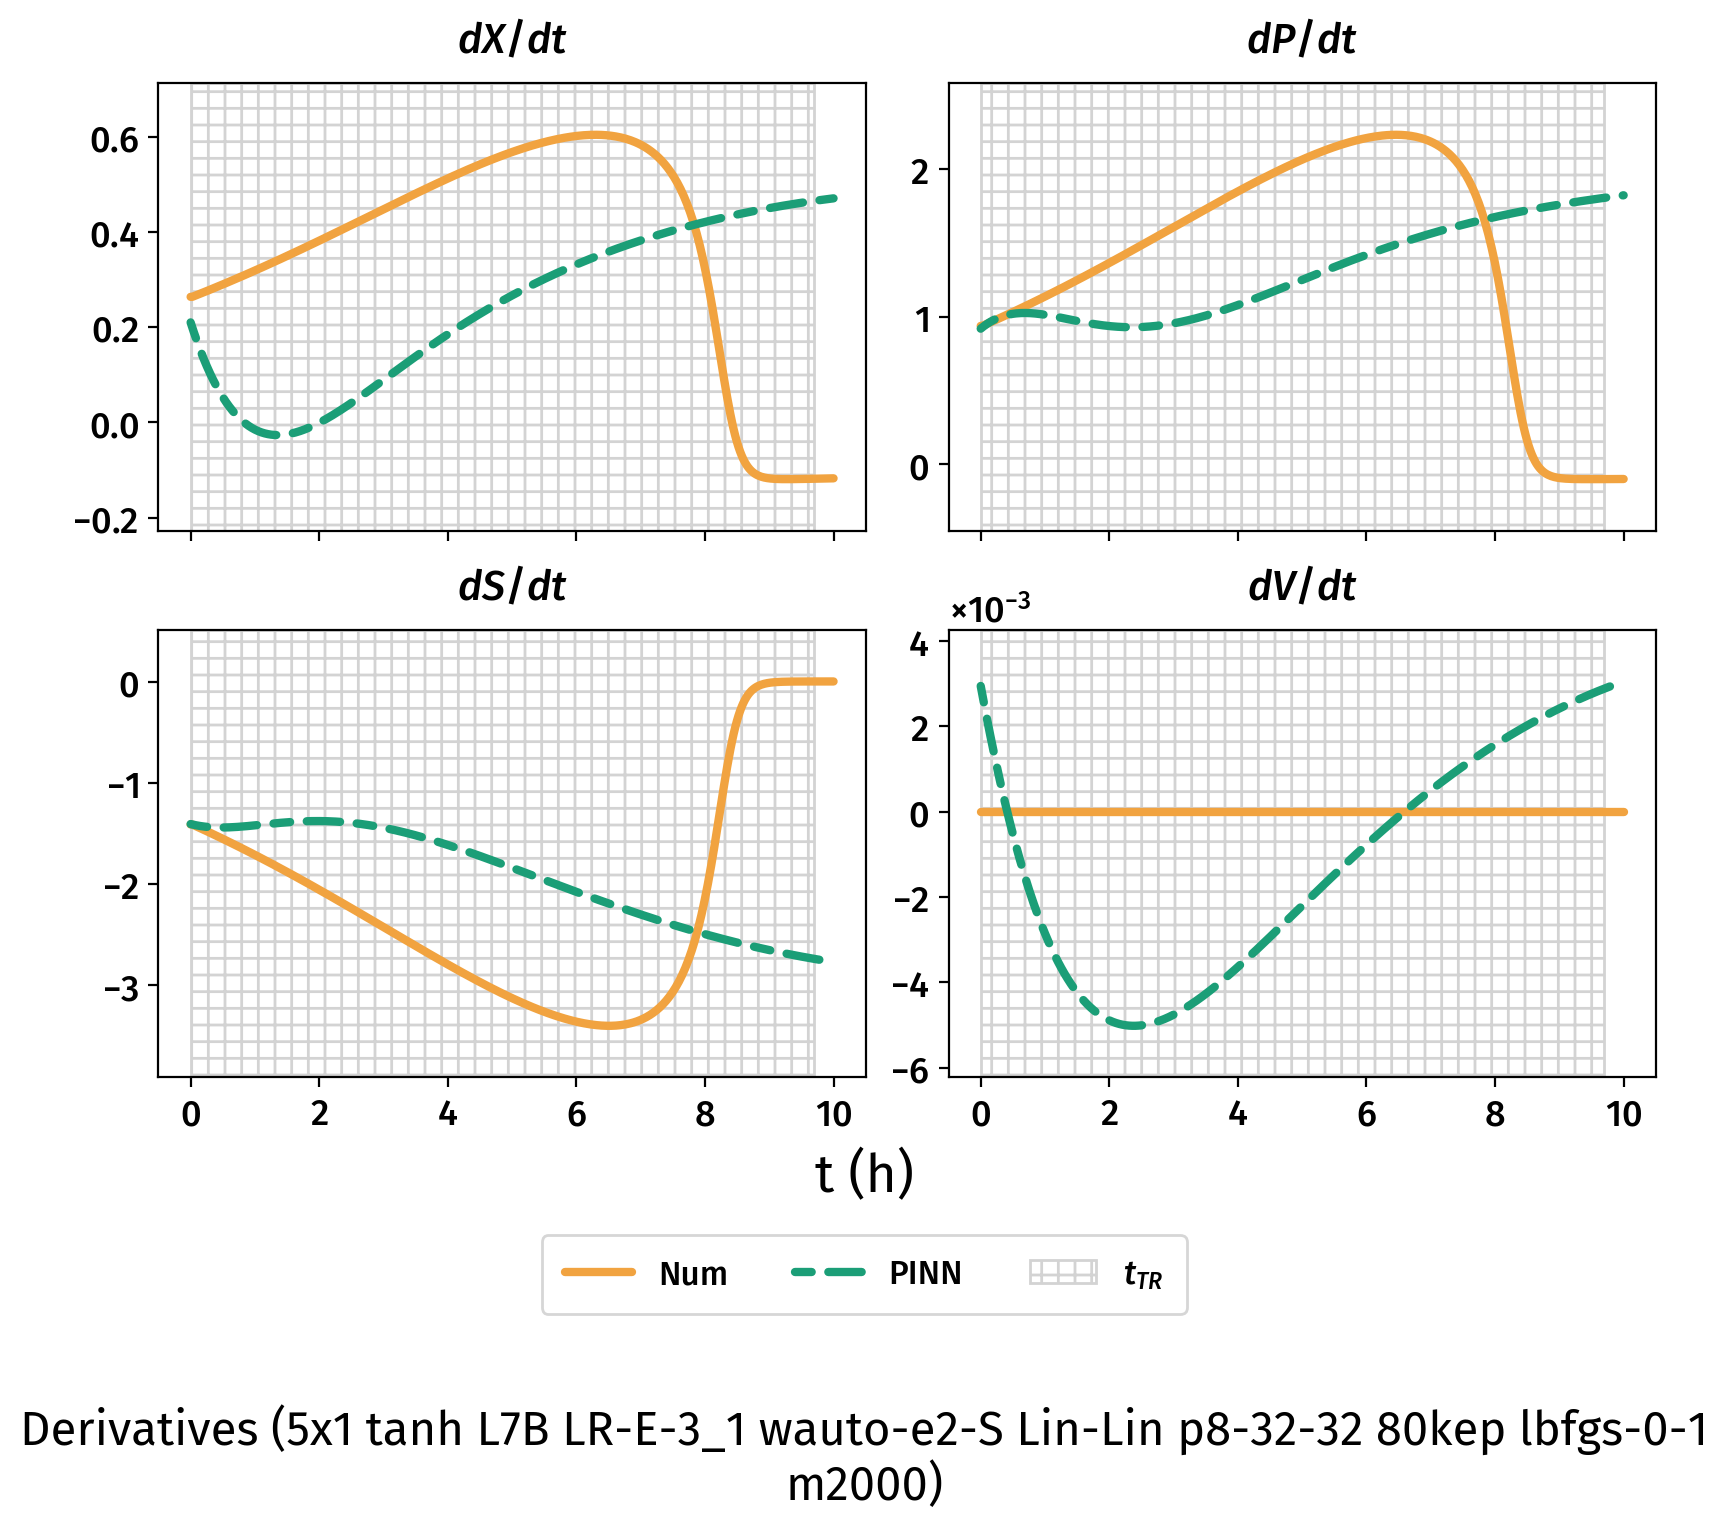 dX/dt
dP/dt
0.6
0.4
0.2
0.0
−0.2
2
1
0
dS/dt
dV/dt
×10⁻³
0
−1
−2
−3
4
2
0
−2
−4
−6
0 2 4 6 8 10
0 2 4 6 8 10
t (h)
Num PINN t_TR
Derivatives (5x1 tanh L7B LR-E-3_1 wauto-e2-S Lin-Lin p8-32-32 80kep lbfgs-0-1
m2000)